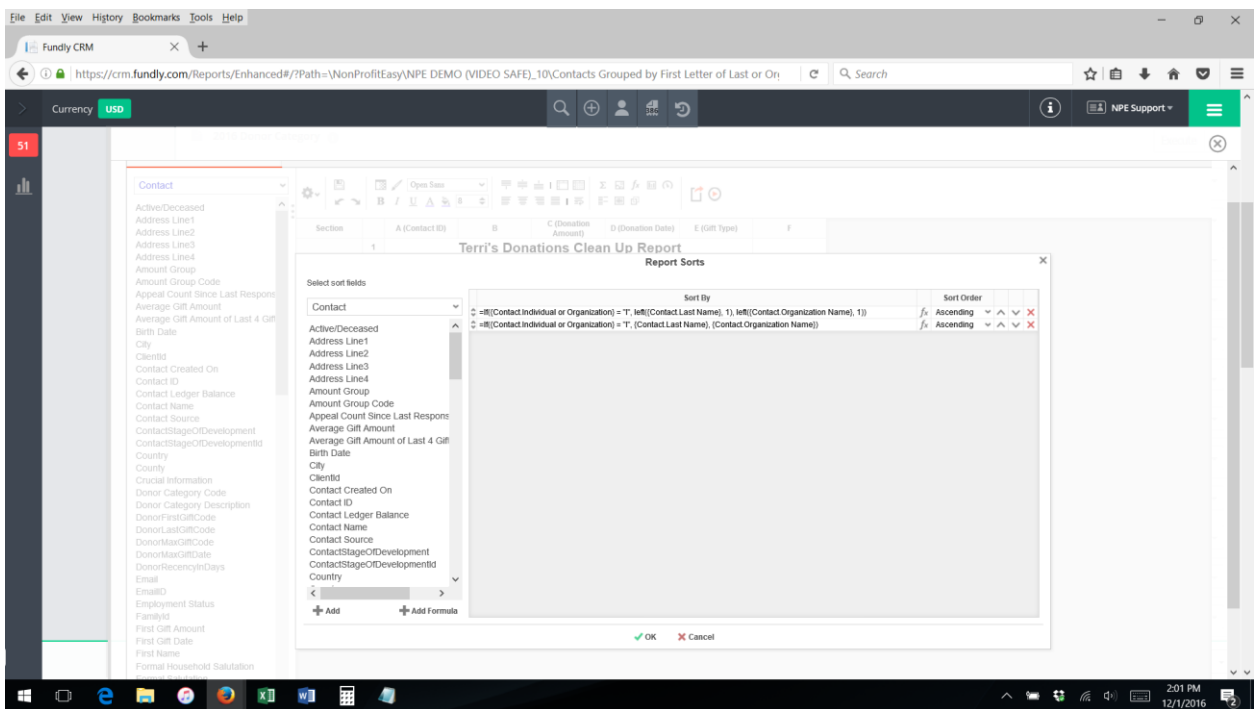 File Edit View History Bookmarks Tools Help
Fundly CRM
https://crm.fundly.com/Reports/Enhanced#/?Path=\NonProfitEasy\NPE DEMO (VIDEO SAFE)_10\Contacts Grouped by First Letter of Last or Or
Search
Currency USD
NPE Support
51
Contact
Active/Deceased
Address Line1
Address Line2
Address Line3
Address Line4
Amount Group
Amount Group Code
Appeal Count Since Last Respons
Average Gift Amount
Average Gift Amount of Last 4 Gift
Birth Date
City
ClientId
Contact Created On
Contact ID
Contact Ledger Balance
Contact Name
Contact Source
ContactStageOfDevelopment
ContactStageOfDevelopmentId
Country
County
Crucial Information
Donor Category Code
Donor Category Description
DonorFirstGiftCode
DonorLastGiftCode
DonorMaxGiftCode
DonorMaxGiftDate
DonorRecencyInDays
Email
EmailID
Employment Status
FamilyId
First Gift Amount
First Gift Date
First Name
Formal Household Salutation
Formal Salutation
Open Sans
B I U A
Section A (Contact ID) B C (Donation Amount) D (Donation Date) E (Gift Type) F
1 Terri's Donations Clean Up Report
Report Sorts
Select sort fields
Contact
Active/Deceased
Address Line1
Address Line2
Address Line3
Address Line4
Amount Group
Amount Group Code
Appeal Count Since Last Respons
Average Gift Amount
Average Gift Amount of Last 4 Gift
Birth Date
City
ClientId
Contact Created On
Contact ID
Contact Ledger Balance
Contact Name
Contact Source
ContactStageOfDevelopment
ContactStageOfDevelopmentId
Country
Add Add Formula
Sort By Sort Order
=If({Contact.Individual or Organization} = "I", left({Contact.Last Name}, 1), left({Contact.Organization Name}, 1)) fx Ascending
=If({Contact.Individual or Organization} = "I", {Contact.Last Name}, {Contact.Organization Name}) fx Ascending
OK Cancel
2:01 PM
12/1/2016